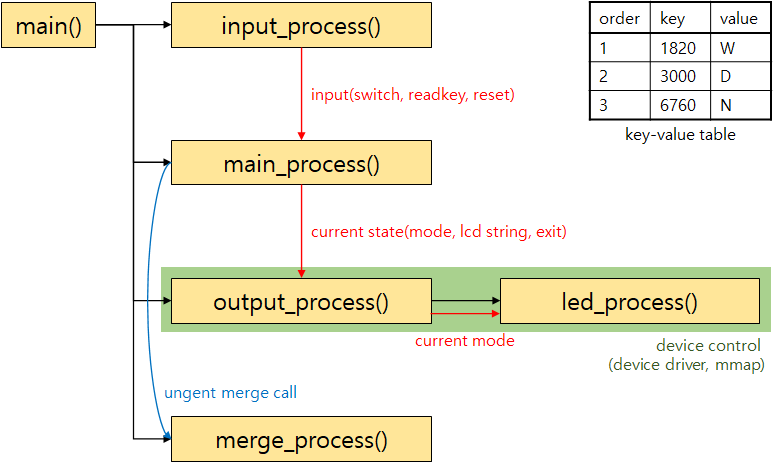 main()
input_process()
order key value
1 1820 W
2 3000 D
3 6760 N
key-value table
input(switch, readkey, reset)
main_process()
current state(mode, lcd string, exit)
output_process()
led_process()
current mode
device control
(device driver, mmap)
ungent merge call
merge_process()